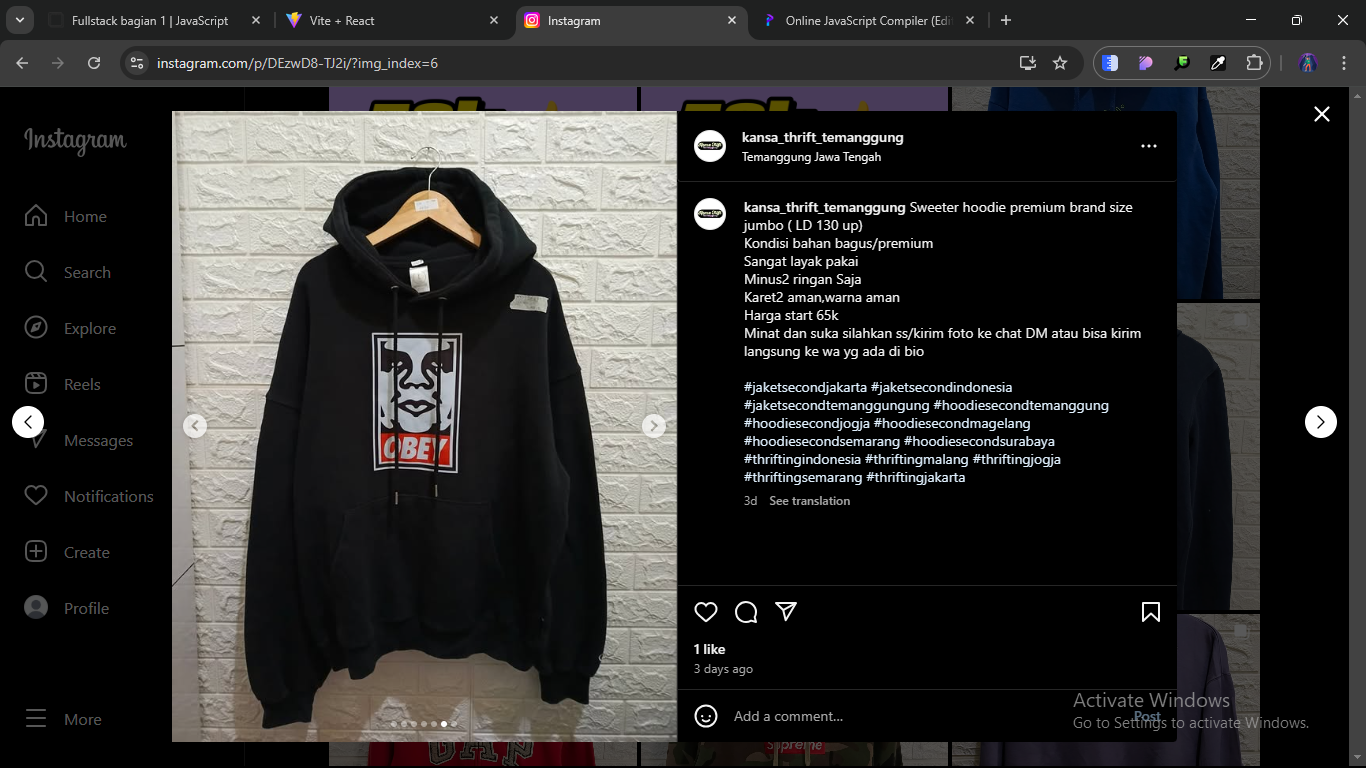 Fullstack bagian 1 | JavaScript
Vite + React
Instagram
Online JavaScript Compiler (Edi
instagram.com/p/DEzwD8-TJ2i/?img_index=6
Instagram
Home
Search
Explore
Reels
Messages
Notifications
Create
Profile
More
OBEY
kansa_thrift_temanggung
Temanggung Jawa Tengah
kansa_thrift_temanggung Sweeter hoodie premium brand size
jumbo ( LD 130 up)
Kondisi bahan bagus/premium
Sangat layak pakai
Minus2 ringan Saja
Karet2 aman,warna aman
Harga start 65k
Minat dan suka silahkan ss/kirim foto ke chat DM atau bisa kirim
langsung ke wa yg ada di bio
#jaketsecondjakarta #jaketsecondindonesia
#jaketsecondtemanggungung #hoodiesecondtemanggung
#hoodiesecondjogja #hoodiesecondmagelang
#hoodiesecondsemarang #hoodiesecondsurabaya
#thriftingindonesia #thriftingmalang #thriftingjogja
#thriftingsemarang #thriftingjakarta
3d See translation
1 like
3 days ago
Add a comment...
Post
Activate Windows
Go to Settings to activate Windows.
GAP
Supreme